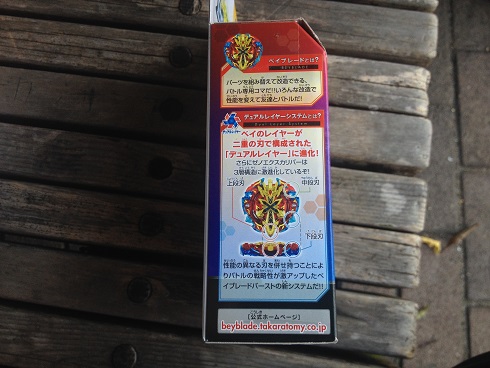 ベイブレードとは?
BEYBLADE
パーツを組み替えて改造できる、
バトル専用コマだ!!いろんな改造で
性能を変えて友達とバトルだ!
デュアルレイヤーシステムとは?
Dual Layer System
ベイのレイヤーが
二重の刃で構成された
「デュアルレイヤー」に進化!
さらにゼノエクスカリバーは
3層構造に激進化しているぞ!
上段刃
中段刃
下段刃
性能の異なる刃を併せ持つことによ
りバトルの戦略性が激アップしたベ
イブレードバーストの新システムだ!!
[公式ホームページ]
beyblade.takaratomy.co.jp